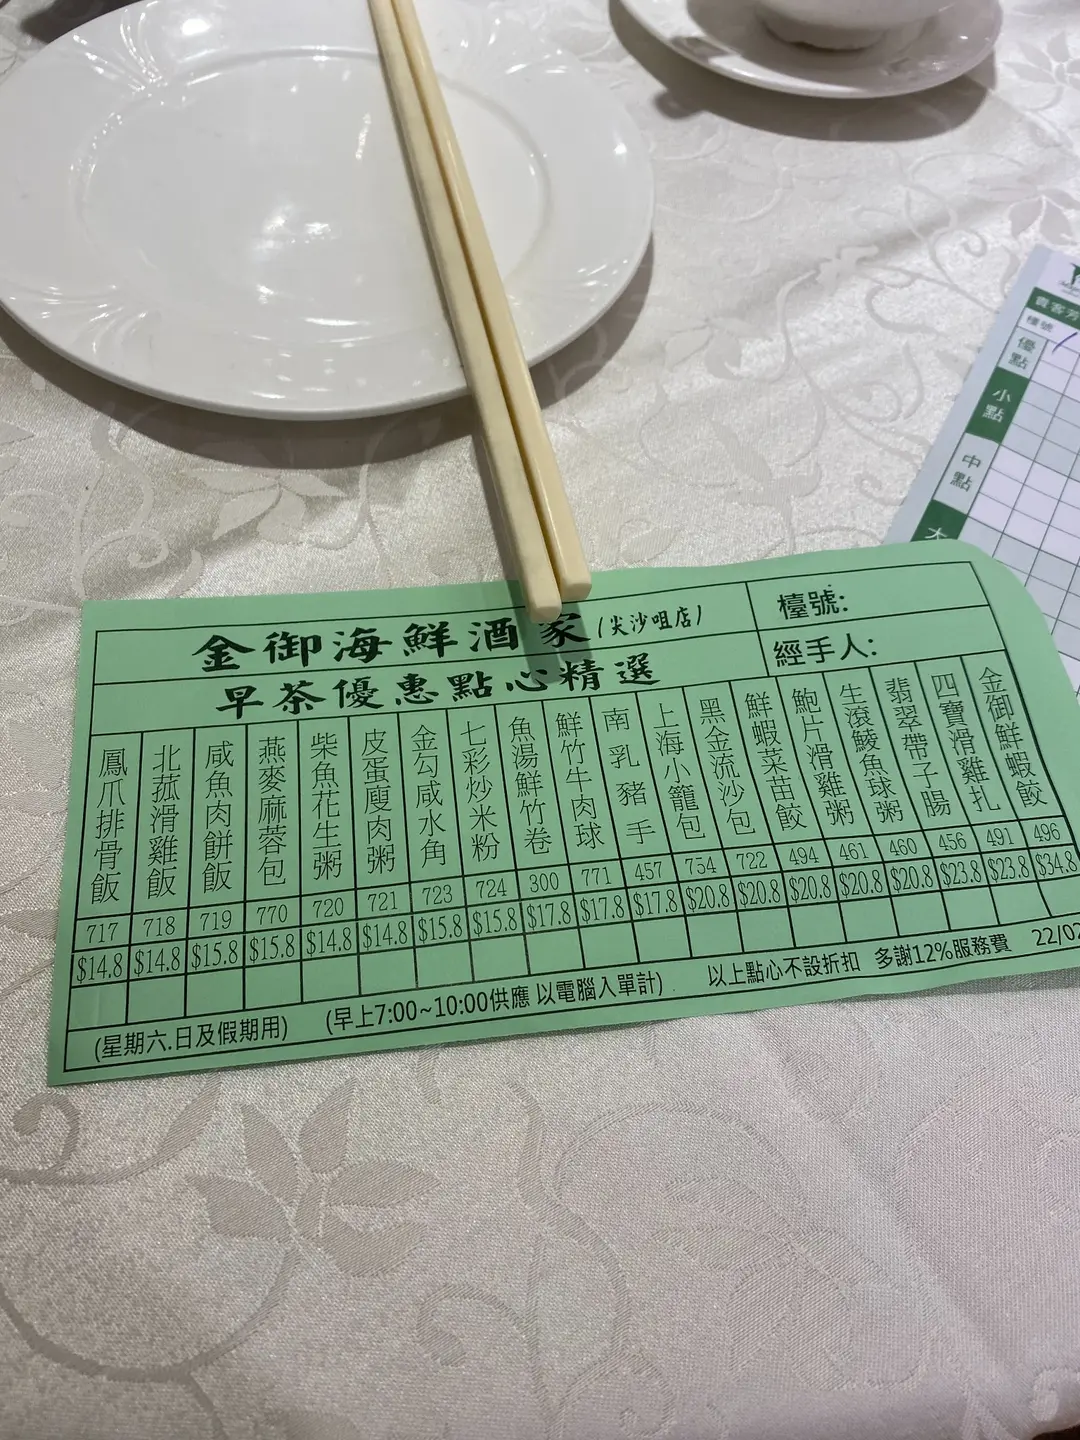 金御海鮮酒家(尖沙咀店)
早茶優惠點心精選
檯號:
經手人:
鳳爪排骨飯 717 $14.8
北菰滑雞飯 718 $14.8
咸魚肉餅飯 719 $15.8
燕麥麻蓉包 770 $15.8
柴魚花生粥 720 $14.8
皮蛋廋肉粥 721 $14.8
金勾咸水角 723 $15.8
七彩炒米粉 724 $15.8
魚湯鮮竹卷 300 $17.8
鮮竹牛肉球 771 $17.8
南乳豬手 457 $17.8
上海小籠包 754 $20.8
黑金流沙包 722 $20.8
鮮蝦菜苗餃 494 $20.8
鮑片滑雞粥 461 $20.8
生滾鯪魚球粥 460 $20.8
翡翠帶子腸 456 $23.8
四寶滑雞扎 491 $23.8
金御鮮蝦餃 496 $34.8
(星期六.日及假期用) (早上7:00~10:00供應 以電腦入單計) 以上點心不設折扣 多謝12%服務費 22/02
貴客芳
檯號
優點
小點
中點